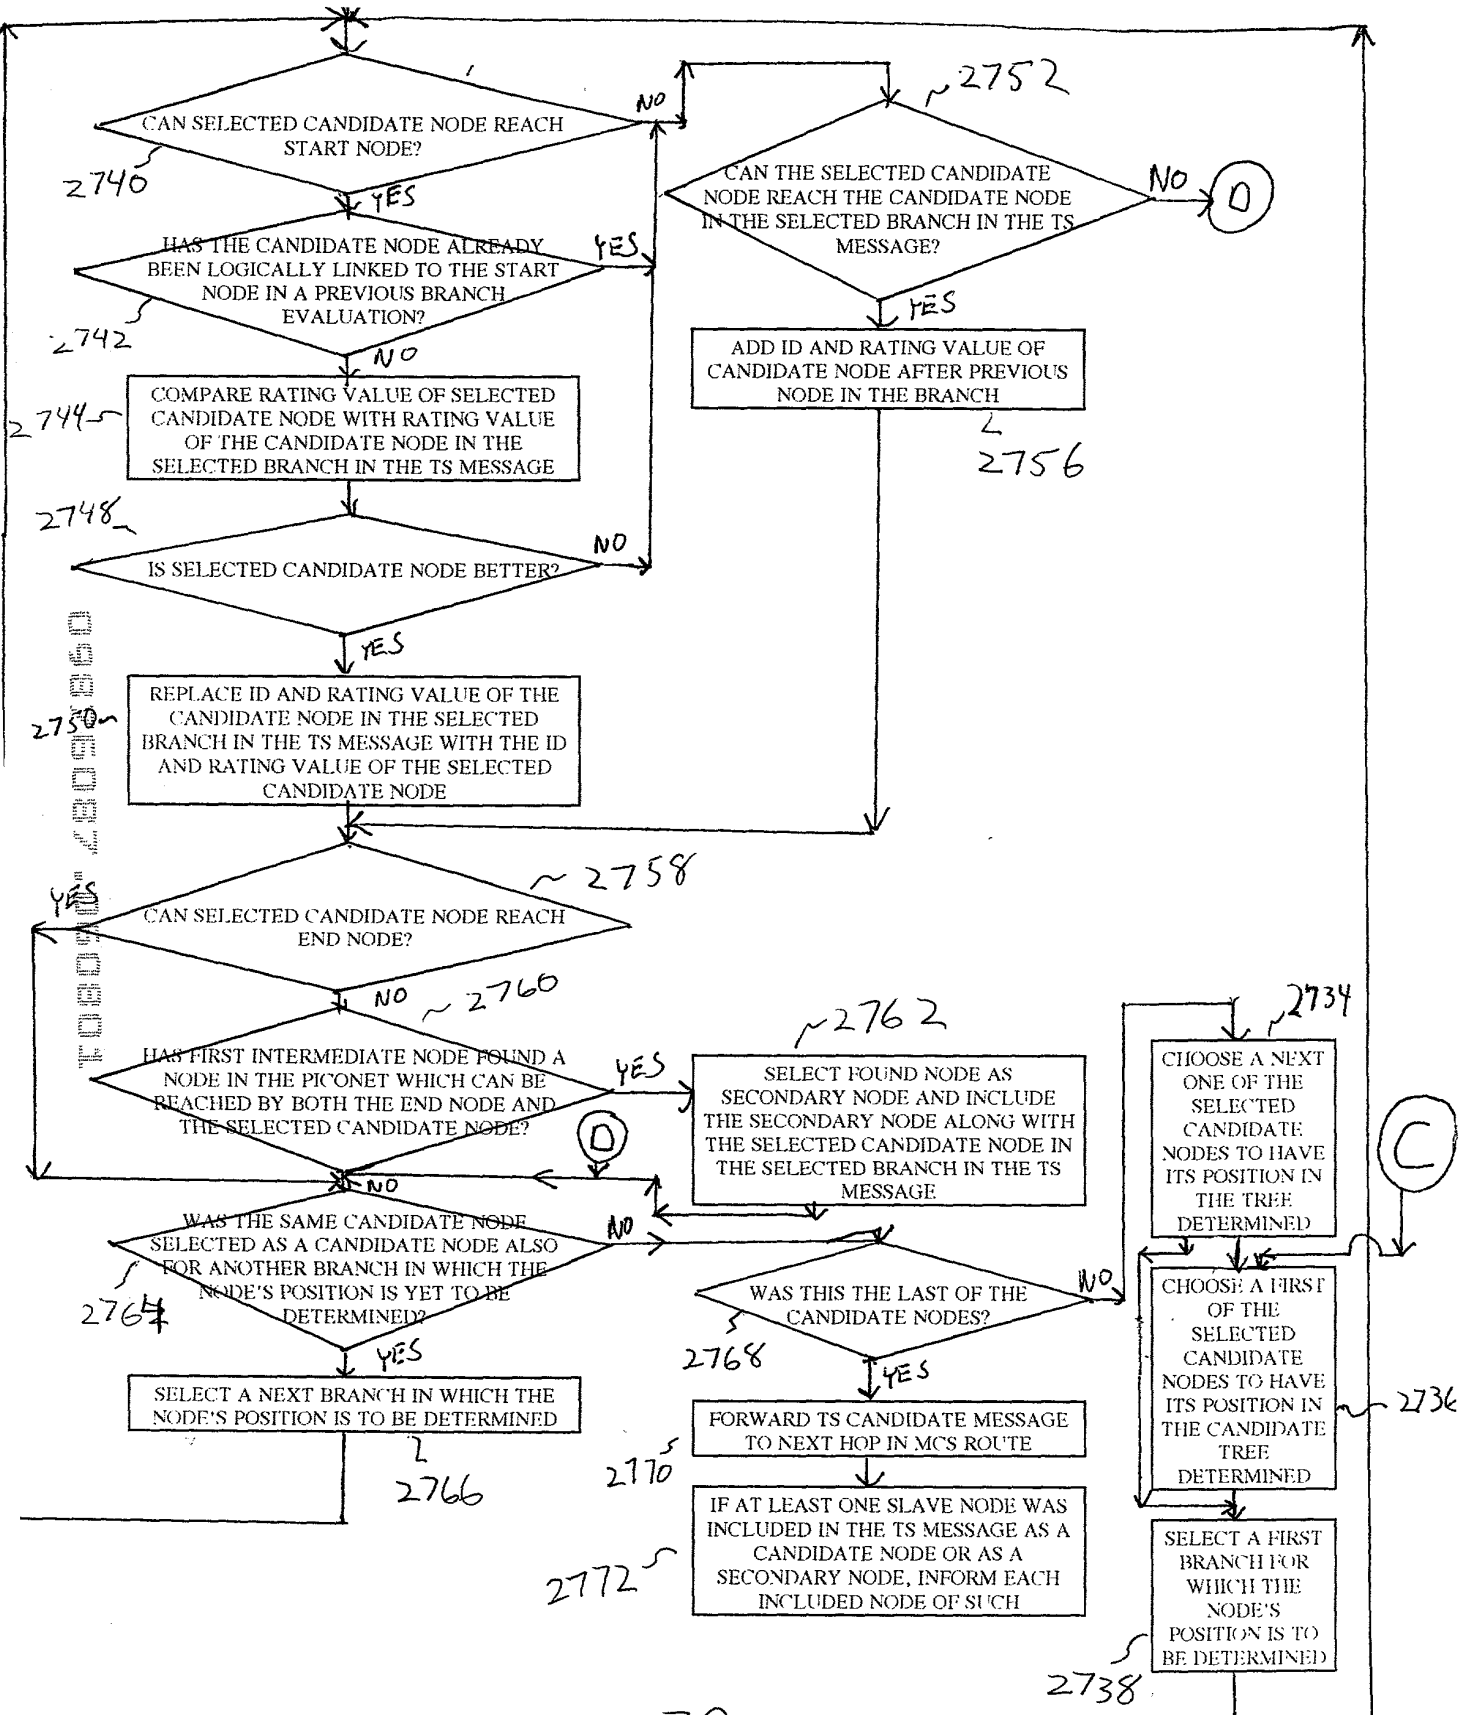 CAN SELECTED CANDIDATE NODE REACH
START NODE?
2740
NO
YES
HAS THE CANDIDATE NODE ALREADY
BEEN LOGICALLY LINKED TO THE START
NODE IN A PREVIOUS BRANCH
EVALUATION?
2742
YES
NO
COMPARE RATING VALUE OF SELECTED
CANDIDATE NODE WITH RATING VALUE
OF THE CANDIDATE NODE IN THE
SELECTED BRANCH IN THE TS MESSAGE
2744
2748
IS SELECTED CANDIDATE NODE BETTER?
NO
YES
REPLACE ID AND RATING VALUE OF THE
CANDIDATE NODE IN THE SELECTED
BRANCH IN THE TS MESSAGE WITH THE ID
AND RATING VALUE OF THE SELECTED
CANDIDATE NODE
2750
2752
CAN THE SELECTED CANDIDATE
NODE REACH THE CANDIDATE NODE
IN THE SELECTED BRANCH IN THE TS
MESSAGE?
NO
D
YES
ADD ID AND RATING VALUE OF
CANDIDATE NODE AFTER PREVIOUS
NODE IN THE BRANCH
2756
2758
YES
CAN SELECTED CANDIDATE NODE REACH
END NODE?
NO
2760
HAS FIRST INTERMEDIATE NODE FOUND A
NODE IN THE PICONET WHICH CAN BE
REACHED BY BOTH THE END NODE AND
THE SELECTED CANDIDATE NODE?
YES
D
NO
2762
SELECT FOUND NODE AS
SECONDARY NODE AND INCLUDE
THE SECONDARY NODE ALONG WITH
THE SELECTED CANDIDATE NODE IN
THE SELECTED BRANCH IN THE TS
MESSAGE
WAS THE SAME CANDIDATE NODE
SELECTED AS A CANDIDATE NODE ALSO
FOR ANOTHER BRANCH IN WHICH THE
NODE'S POSITION IS YET TO BE
DETERMINED?
2764
NO
YES
SELECT A NEXT BRANCH IN WHICH THE
NODE'S POSITION IS TO BE DETERMINED
2766
WAS THIS THE LAST OF THE
CANDIDATE NODES?
2768
NO
YES
FORWARD TS CANDIDATE MESSAGE
TO NEXT HOP IN MCS ROUTE
2770
IF AT LEAST ONE SLAVE NODE WAS
INCLUDED IN THE TS MESSAGE AS A
CANDIDATE NODE OR AS A
SECONDARY NODE, INFORM EACH
INCLUDED NODE OF SUCH
2772
2734
CHOOSE A NEXT
ONE OF THE
SELECTED
CANDIDATE
NODES TO HAVE
ITS POSITION IN
THE TREE
DETERMINED
C
CHOOSE A FIRST
OF THE
SELECTED
CANDIDATE
NODES TO HAVE
ITS POSITION IN
THE CANDIDATE
TREE
DETERMINED
2736
SELECT A FIRST
BRANCH FOR
WHICH THE
NODE'S
POSITION IS TO
BE DETERMINED
2738